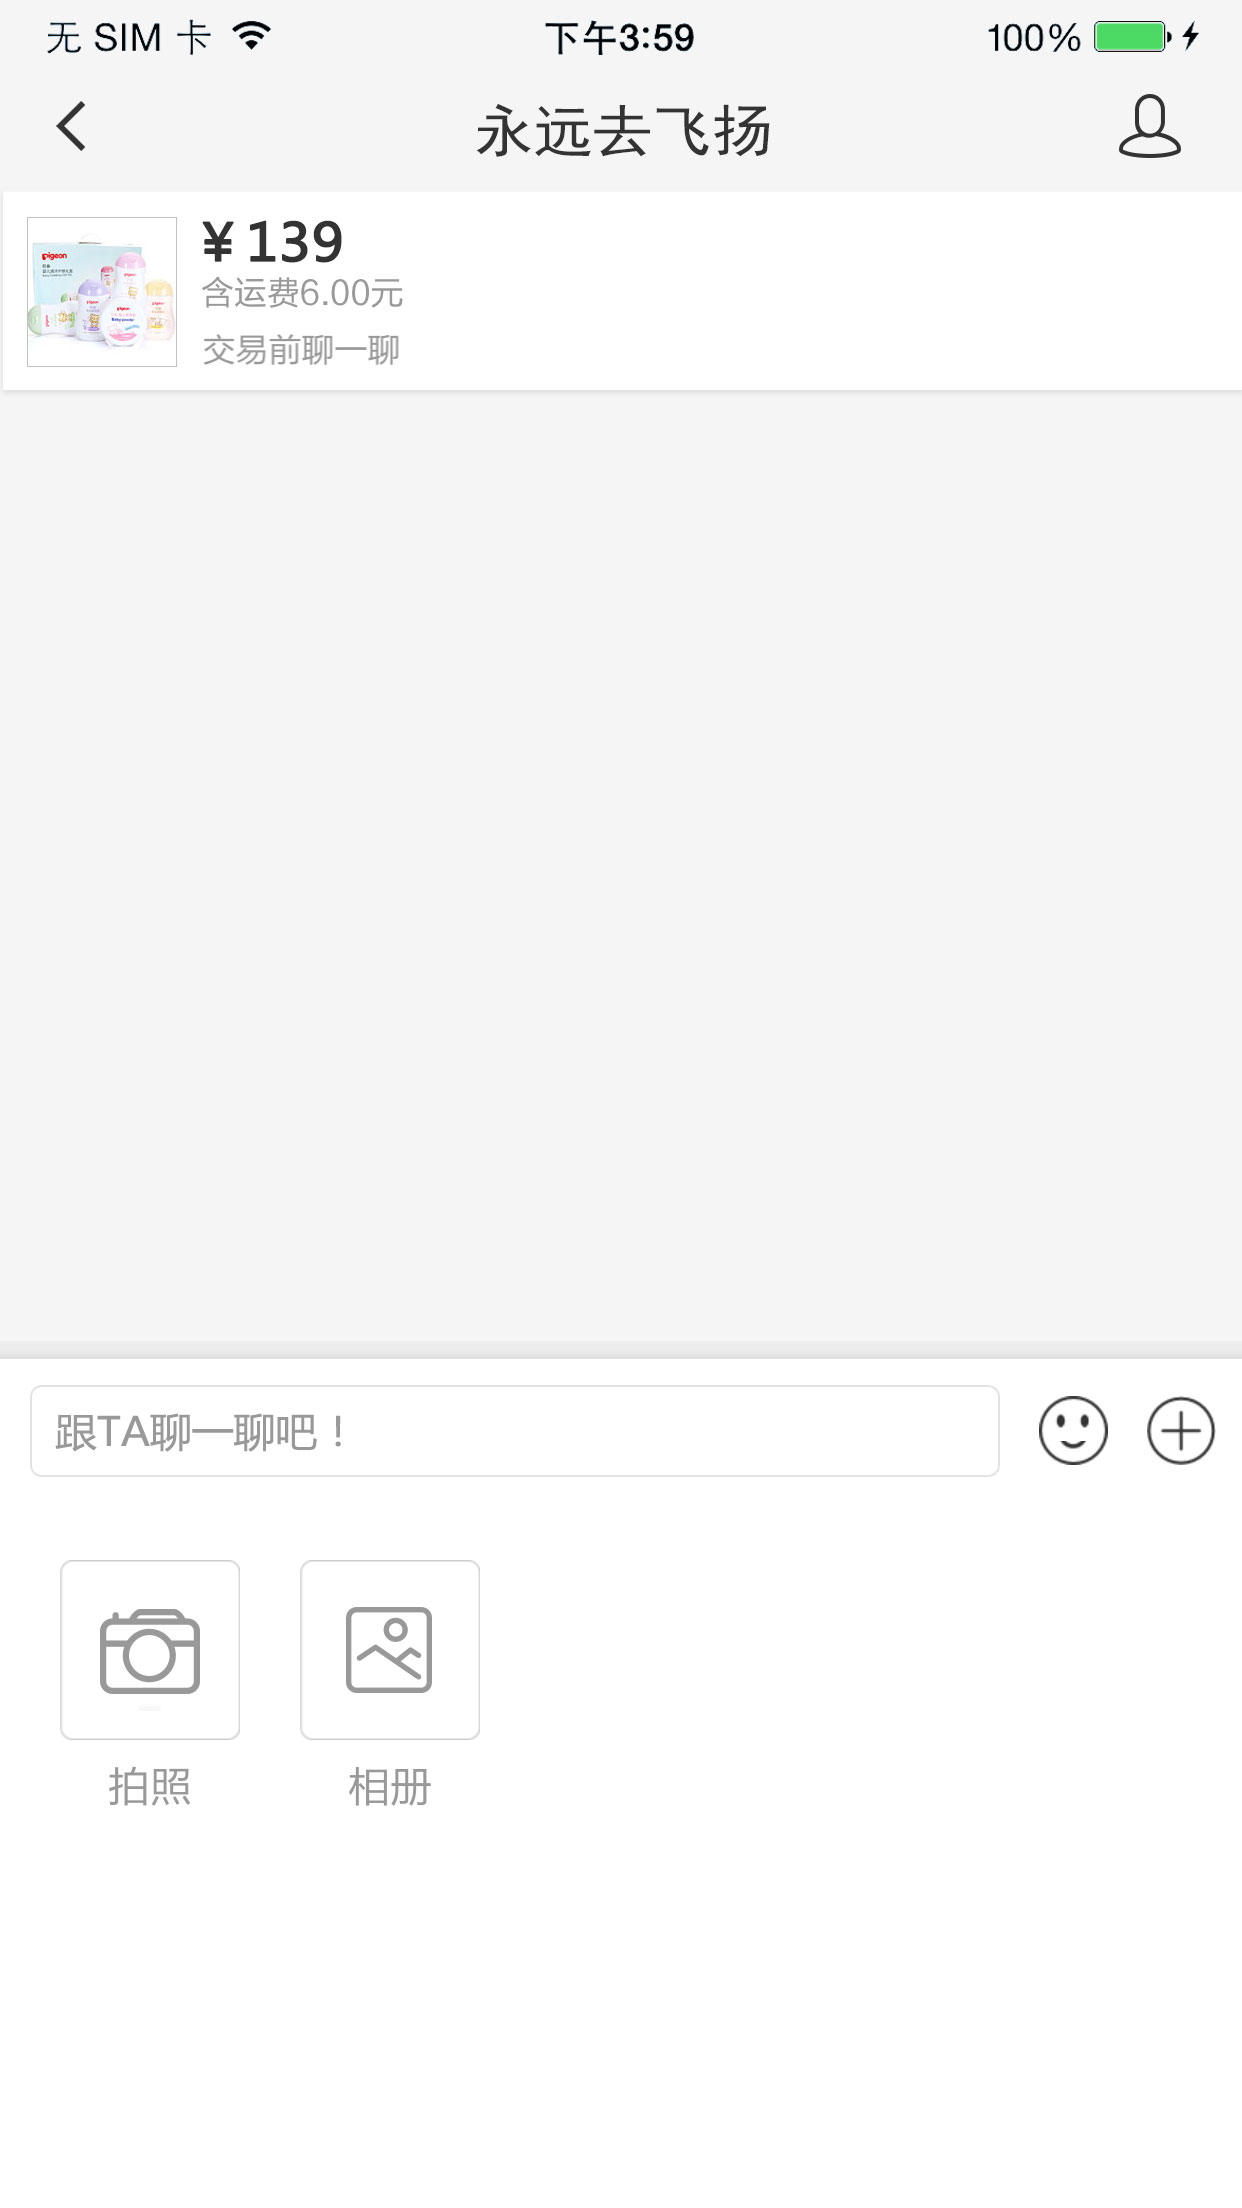 无 SIM 卡
下午3:59
100%
永远去飞扬
pigeon
¥139
含运费6.00元
交易前聊一聊
跟TA聊一聊吧！
拍照
相册